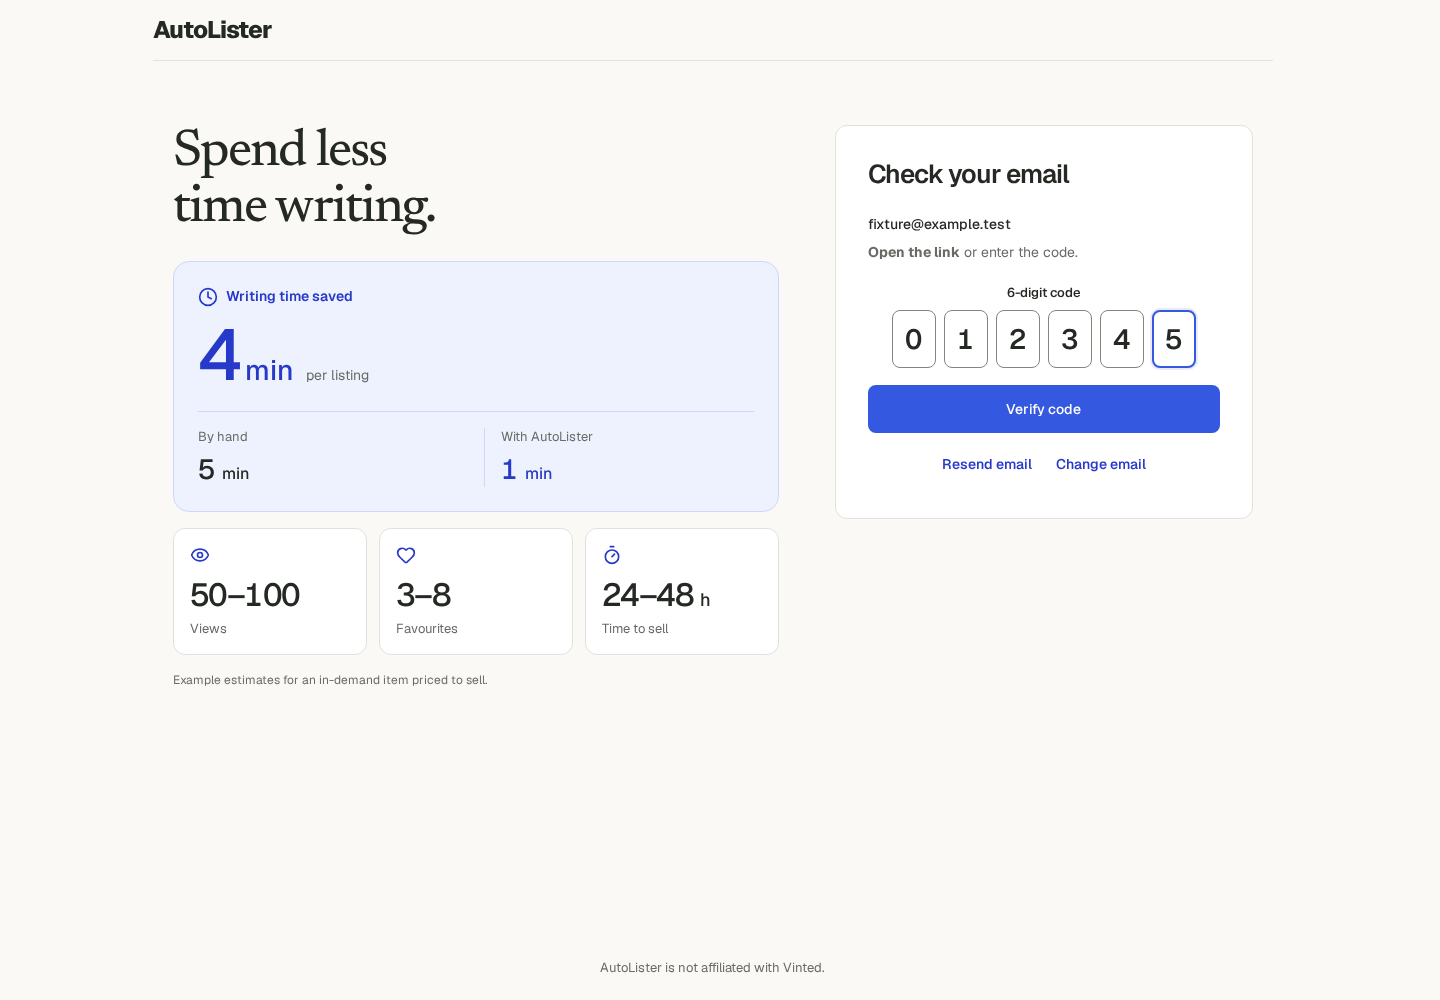 AutoLister
Spend less
time writing.
Writing time saved
4 min per listing
By hand
5 min
With AutoLister
1 min
50–100
Views
3–8
Favourites
24–48 h
Time to sell
Example estimates for an in-demand item priced to sell.
Check your email
fixture@example.test
Open the link or enter the code.
6-digit code
0 1 2 3 4 5
Verify code
Resend email Change email
AutoLister is not affiliated with Vinted.